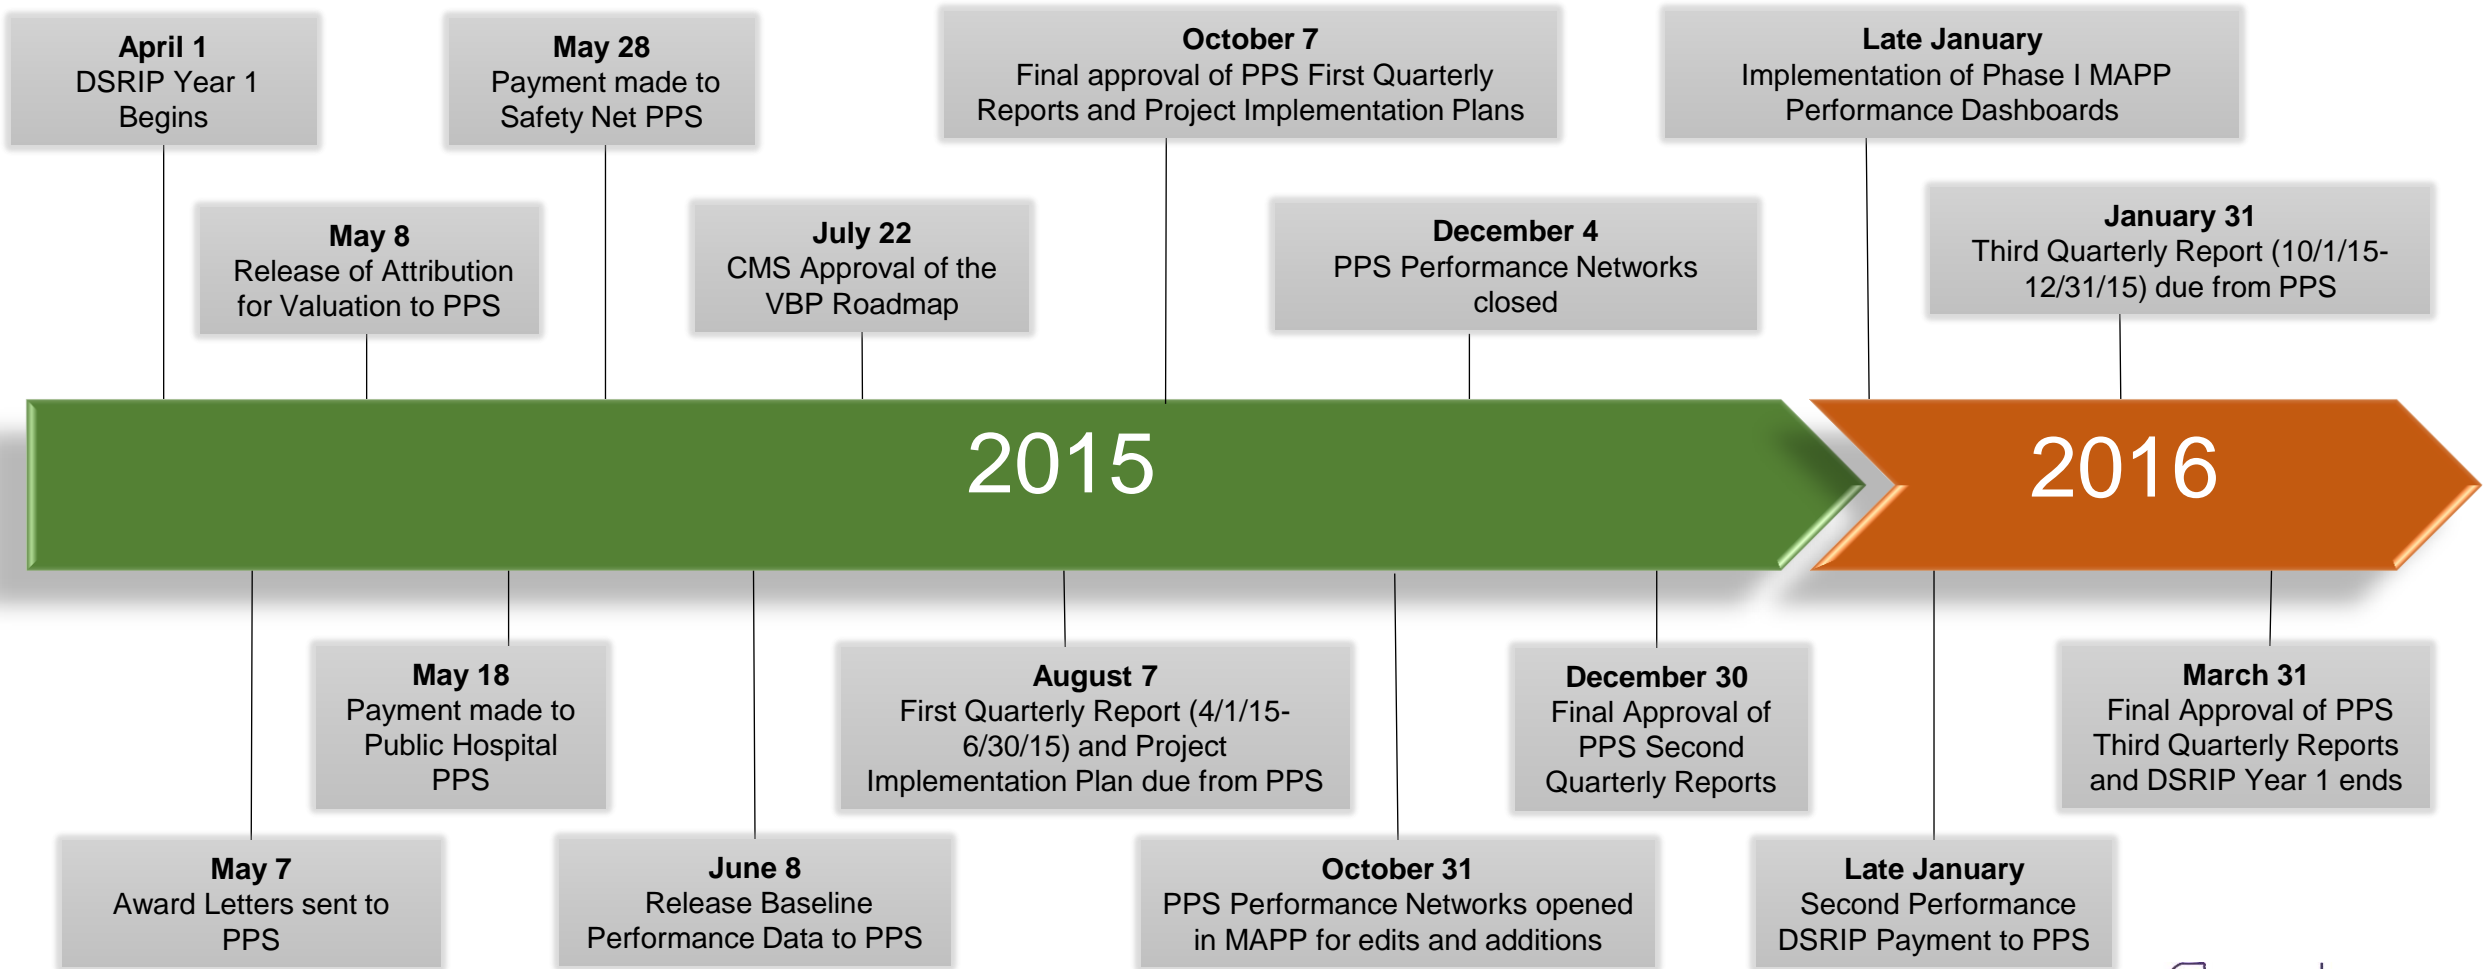 April 1
DSRIP Year 1
Begins
May 28
Payment made to
Safety Net PPS
October 7
Final approval of PPS First Quarterly
Reports and Project Implementation Plans
Late January
Implementation of Phase I MAPP
Performance Dashboards
May 8
Release of Attribution
for Valuation to PPS
July 22
CMS Approval of the
VBP Roadmap
December 4
PPS Performance Networks
closed
January 31
Third Quarterly Report (10/1/15-
12/31/15) due from PPS
2015
2016
May 18
Payment made to
Public Hospital
PPS
August 7
First Quarterly Report (4/1/15-
6/30/15) and Project
Implementation Plan due from PPS
December 30
Final Approval of
PPS Second
Quarterly Reports
March 31
Final Approval of PPS
Third Quarterly Reports
and DSRIP Year 1 ends
May 7
Award Letters sent to
PPS
June 8
Release Baseline
Performance Data to PPS
October 31
PPS Performance Networks opened
in MAPP for edits and additions
Late January
Second Performance
DSRIP Payment to PPS